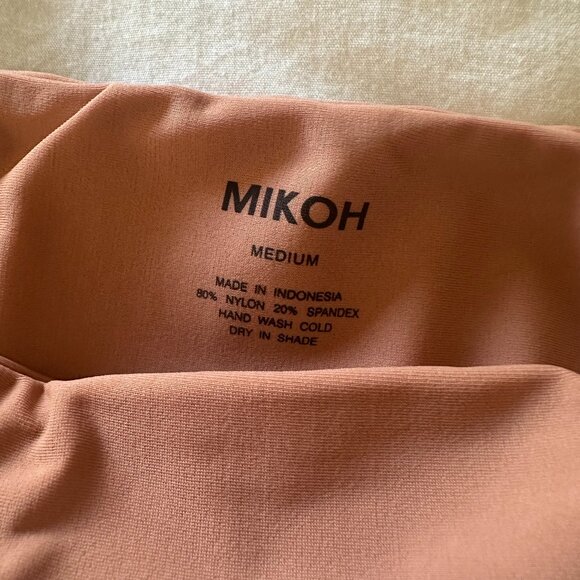 MIKOH
MEDIUM
MADE IN INDONESIA
80% NYLON 20% SPANDEX
HAND WASH COLD
DRY IN SHADE